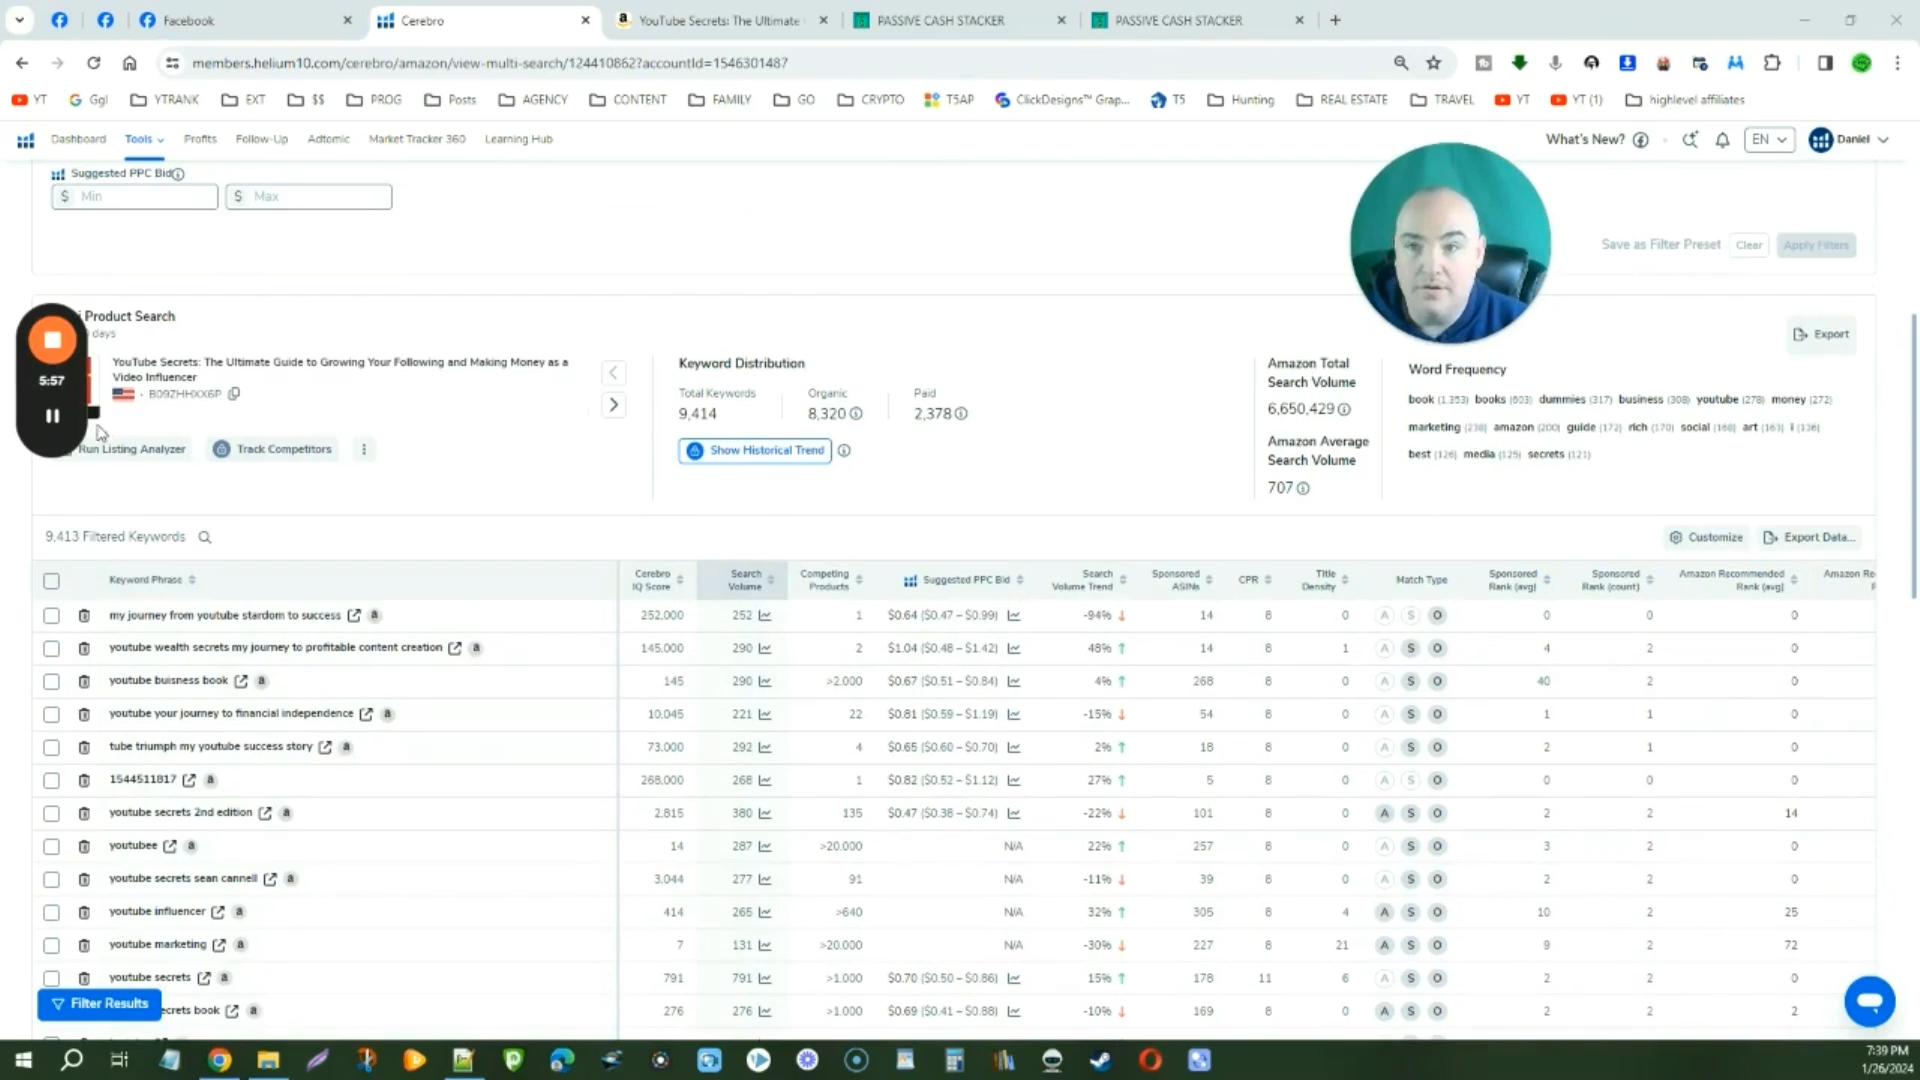 Facebook
Cerebro
YouTube Secrets: The Ultimate
PASSIVE CASH STACKER
PASSIVE CASH STACKER
members.helium10.com/cerebro/amazon/view-multi-search/124410862?accountId=1546301487
YT
Ggl
YTRANK
EXT
$$
PROG
Posts
AGENCY
CONTENT
FAMILY
GO
CRYPTO
T5AP
ClickDesigns™ Grap...
T5
Hunting
REAL ESTATE
TRAVEL
YT
YT (1)
highlevel affiliates
Dashboard
Tools
Profits
Follow-Up
Adtomic
Market Tracker 360
Learning Hub
What's New?
EN
Daniel
Suggested PPC Bid
$ Min
$ Max
Save as Filter Preset
Clear
Apply Filters
Product Search
days
Export
5:57
YouTube Secrets: The Ultimate Guide to Growing Your Following and Making Money as a
Video Influencer
B09ZHHXX6P
Run Listing Analyzer
Track Competitors
Keyword Distribution
Total Keywords
9,414
Organic
8,320
Paid
2,378
Show Historical Trend
Amazon Total
Search Volume
6,650,429
Amazon Average
Search Volume
707
Word Frequency
book (1,353) books (603) dummies (317) business (308) youtube (278) money (272)
marketing (238) amazon (200) guide (172) rich (170) social (168) art (163) i (136)
best (126) media (125) secrets (121)
9,413 Filtered Keywords
Customize
Export Data...
Keyword Phrase
Cerebro
IQ Score
Search
Volume
Competing
Products
Suggested PPC Bid
Search
Volume Trend
Sponsored
ASINs
CPR
Title
Density
Match Type
Sponsored
Rank (avg)
Sponsored
Rank (count)
Amazon Recommended
Rank (avg)
Amazon Re
my journey from youtube stardom to success 252,000 252 1 $0.64 ($0.47 – $0.99) -94% 14 8 0 A S O 0 0 0
youtube wealth secrets my journey to profitable content creation 145,000 290 2 $1.04 ($0.48 – $1.42) 48% 14 8 1 A S O 4 2 0
youtube buisness book 145 290 >2,000 $0.67 ($0.51 – $0.84) 4% 268 8 0 A S O 40 2 0
youtube your journey to financial independence 10,045 221 22 $0.81 ($0.59 – $1.19) -15% 54 8 0 A S O 1 1 0
tube triumph my youtube success story 73,000 292 4 $0.65 ($0.60 – $0.70) 2% 18 8 0 A S O 2 1 0
1544511817 268,000 268 1 $0.82 ($0.52 – $1.12) 27% 5 8 0 A S O 0 0 0
youtube secrets 2nd edition 2,815 380 135 $0.47 ($0.38 – $0.74) -22% 101 8 0 A S O 2 2 14
youtubee 14 287 >20,000 N/A 22% 257 8 0 A S O 3 2 0
youtube secrets sean cannell 3,044 277 91 N/A -11% 39 8 0 A S O 2 2 0
youtube influencer 414 265 >640 N/A 32% 305 8 4 A S O 10 2 25
youtube marketing 7 131 >20,000 N/A -30% 227 8 21 A S O 9 2 72
youtube secrets 791 791 >1,000 $0.70 ($0.50 – $0.86) 15% 178 11 6 A S O 2 2 0
ecrets book 276 276 >1,000 $0.69 ($0.41 – $0.88) -10% 169 8 0 A S O 2 2 2
Filter Results
7:39 PM
1/26/2024